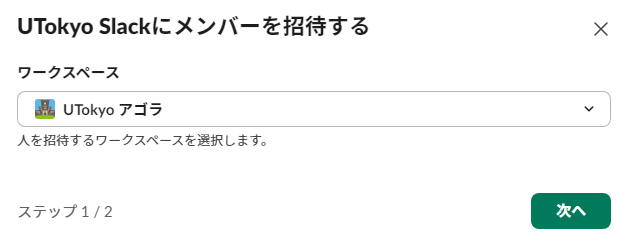 UTokyo Slackにメンバーを招待する
ワークスペース
UTokyo アゴラ
人を招待するワークスペースを選択します。
ステップ 1 / 2
次へ